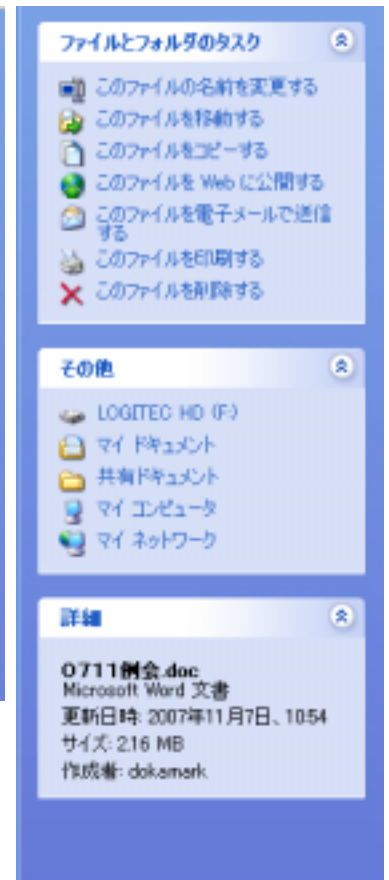 ファイルとフォルダのタスク
このファイルの名前を変更する
このファイルを移動する
このファイルをコピーする
このファイルを Web に公開する
このファイルを電子メールで送信
する
このファイルを印刷する
このファイルを削除する
その他
LOGITEC HD (F:)
マイ ドキュメント
共有ドキュメント
マイ コンピュータ
マイ ネットワーク
詳細
0711例会.doc
Microsoft Word 文書
更新日時: 2007年11月7日、10:54
サイズ: 2.16 MB
作成者: dokamark